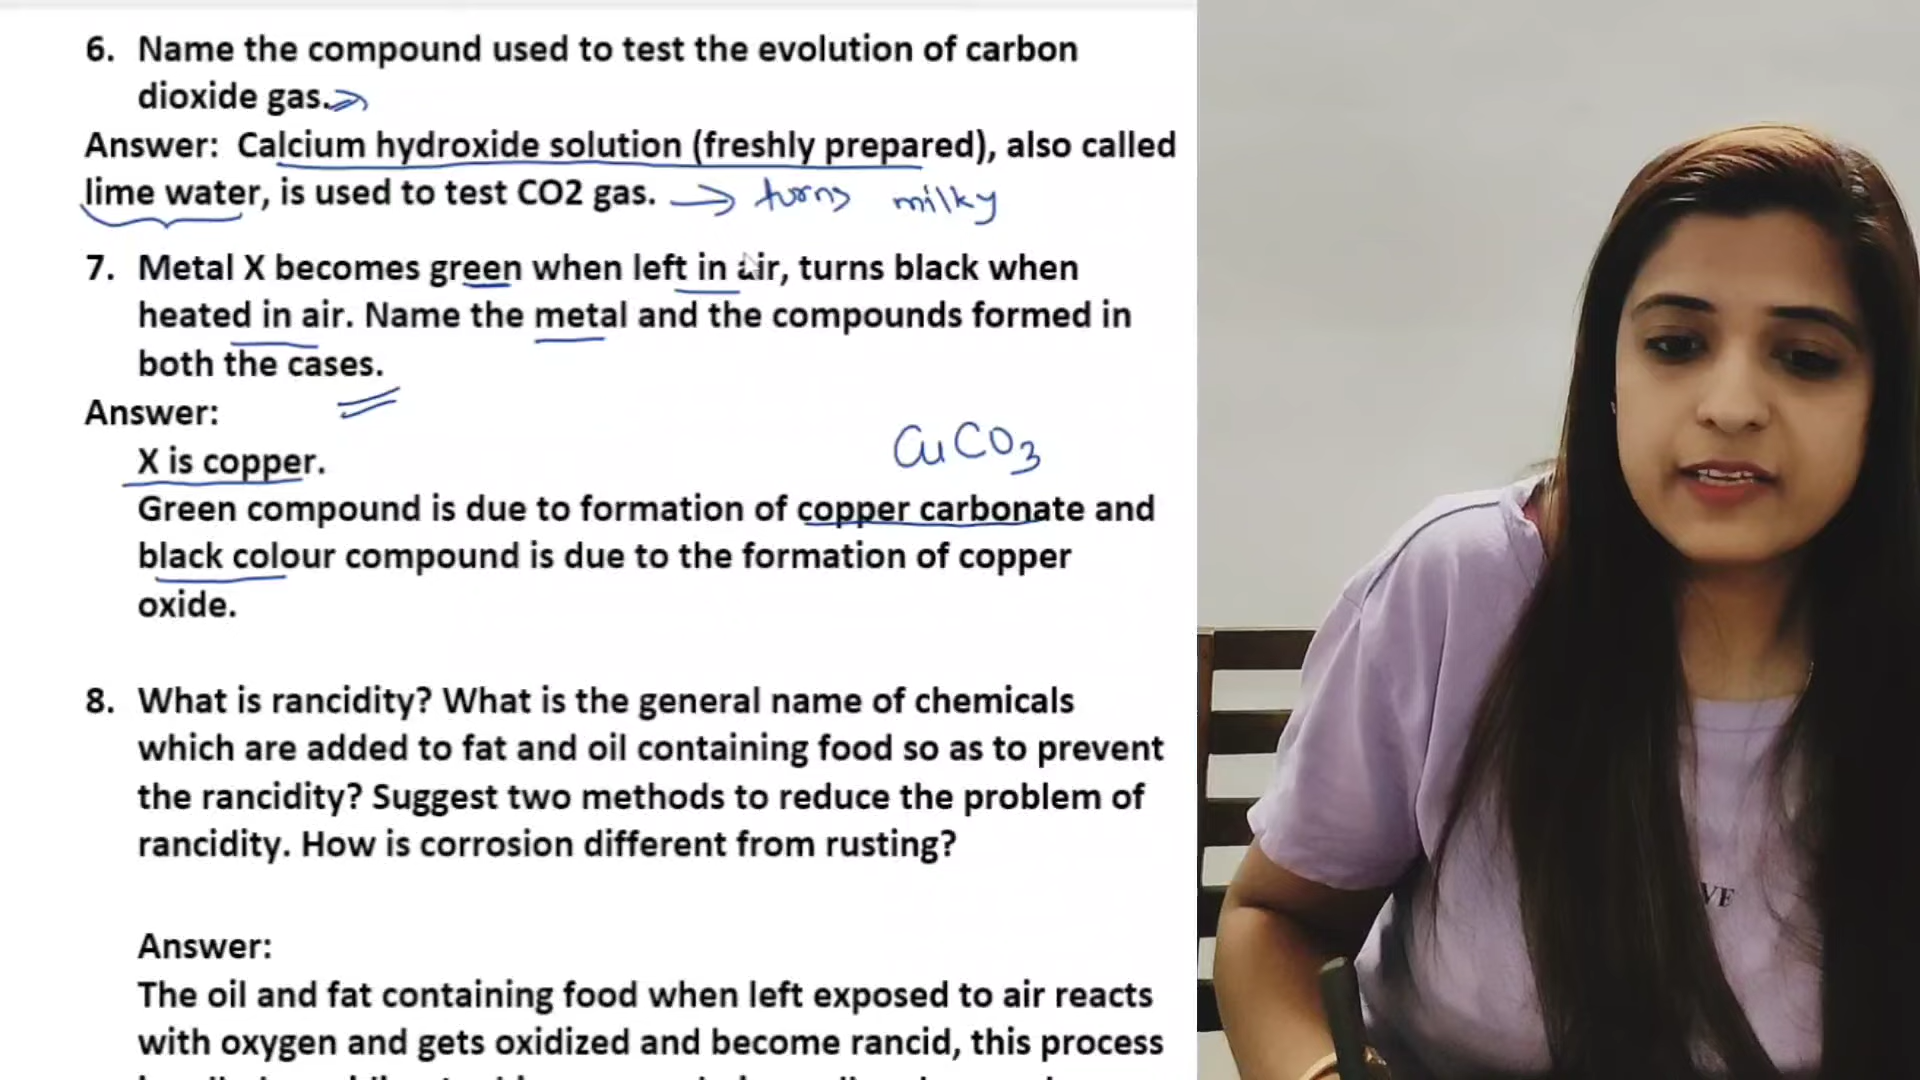 6. Name the compound used to test the evolution of carbon
dioxide gas.
Answer: Calcium hydroxide solution (freshly prepared), also called
lime water, is used to test CO2 gas. → turns milky
7. Metal X becomes green when left in air, turns black when
heated in air. Name the metal and the compounds formed in
both the cases.
Answer:
X is copper.
CuCO3
Green compound is due to formation of copper carbonate and
black colour compound is due to the formation of copper
oxide.
8. What is rancidity? What is the general name of chemicals
which are added to fat and oil containing food so as to prevent
the rancidity? Suggest two methods to reduce the problem of
rancidity. How is corrosion different from rusting?
Answer:
The oil and fat containing food when left exposed to air reacts
with oxygen and gets oxidized and become rancid, this process
VE